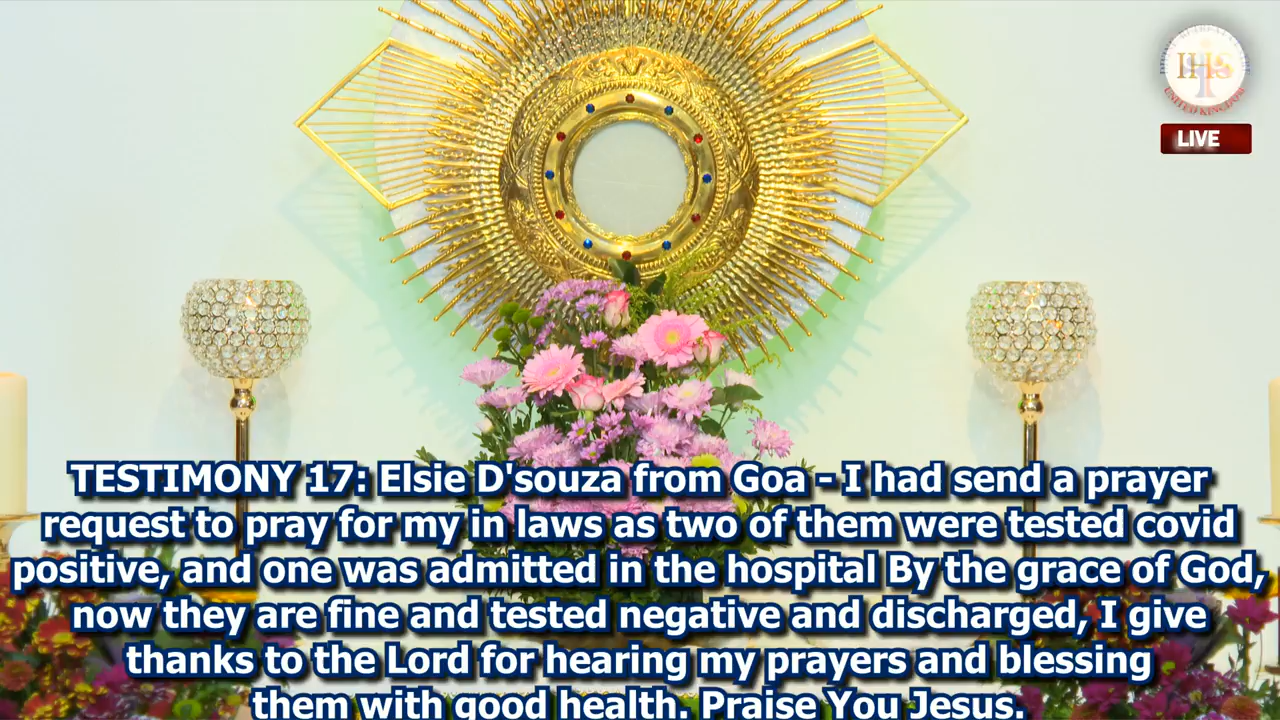 IHS
UNITED KINGDOM
LIVE
TESTIMONY 17: Elsie D'souza from Goa - I had send a prayer
request to pray for my in laws as two of them were tested covid
positive, and one was admitted in the hospital By the grace of God,
now they are fine and tested negative and discharged, I give
thanks to the Lord for hearing my prayers and blessing
them with good health. Praise You Jesus.